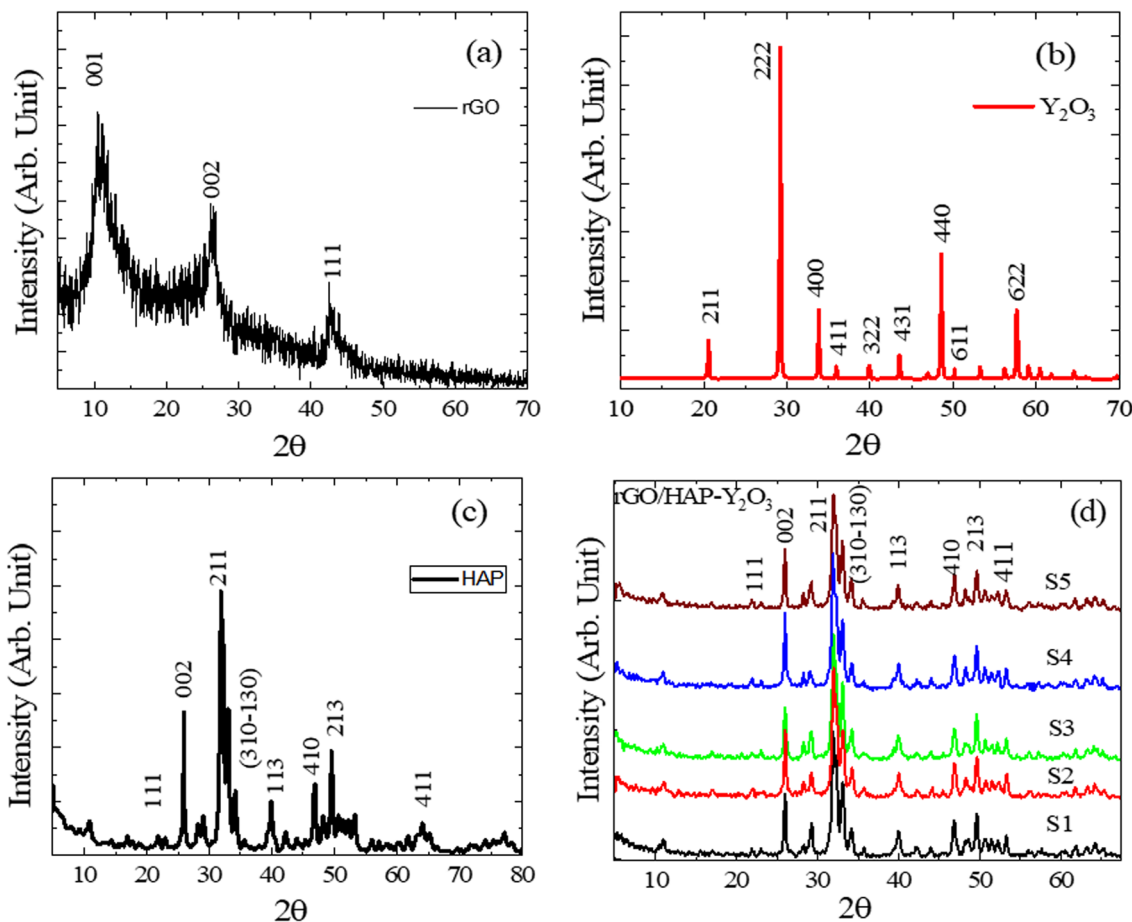 (a)
rGO
001
002
111
Intensity (Arb. Unit)
10 20 30 40 50 60 70
2θ
(b)
Y₂O₃
211
222
400
411
322
431
440
611
622
Intensity (Arb. Unit)
10 20 30 40 50 60 70
2θ
(c)
HAP
111
002
211
(310-130)
113
410
213
411
Intensity (Arb. Unit)
10 20 30 40 50 60 70 80
2θ
rGO/HAP-Y₂O₃
(d)
111
002
211
(310-130)
113
410
213
411
S5
S4
S3
S2
S1
Intensity (Arb. Unit)
10 20 30 40 50 60
2θ